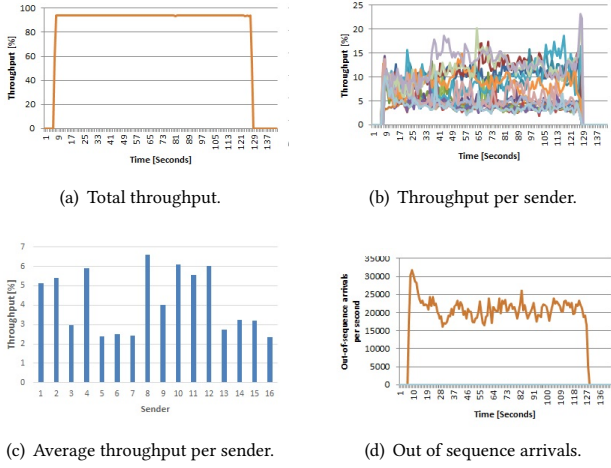 100
80
60
40
20
0
Throughput [%]
1 9 17 25 33 41 49 57 65 73 81 89 97 105 113 121 129 137
Time [Seconds]
(a) Total throughput.
25
20
15
10
5
0
Throughput [%]
1 9 17 25 33 41 49 57 65 73 81 89 97 105 113 121 129 137
Time [Seconds]
(b) Throughput per sender.
7
6
5
4
3
2
1
0
Throughput [%]
1 2 3 4 5 6 7 8 9 10 11 12 13 14 15 16
Sender
(c) Average throughput per sender.
35000
30000
25000
20000
15000
10000
5000
0
Out-of-sequence arrivals
per second
1 10 19 28 37 46 55 64 73 82 91 100 109 118 127 136
Time [Seconds]
(d) Out of sequence arrivals.